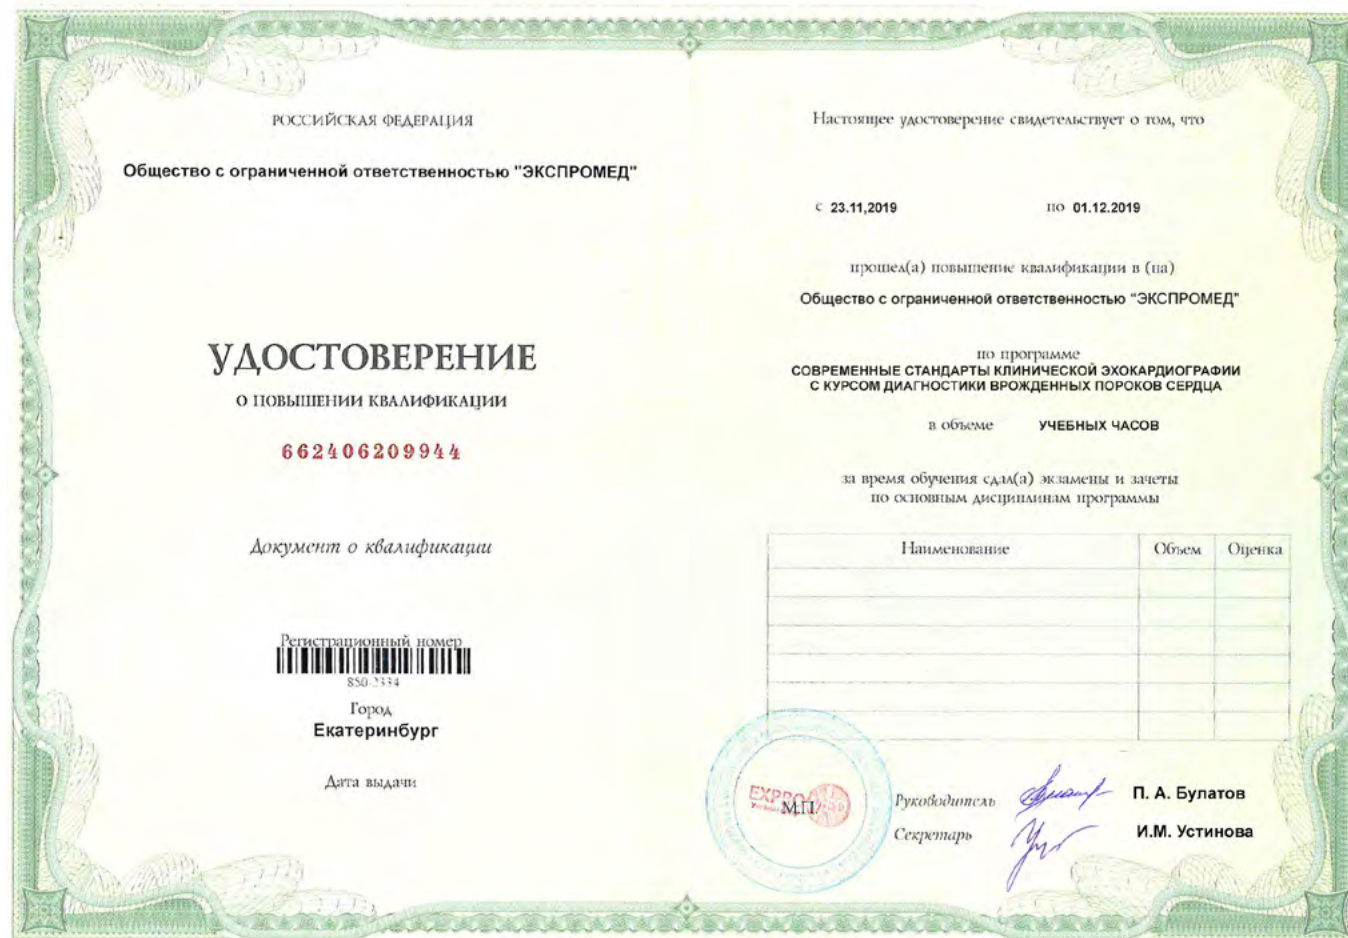 РОССИЙСКАЯ ФЕДЕРАЦИЯ
Общество с ограниченной ответственностью "ЭКСПРОМЕД"
УДОСТОВЕРЕНИЕ
О ПОВЫШЕНИИ КВАЛИФИКАЦИИ
662406209944
Документ о квалификации
Регистрационный номер
850-2334
Город
Екатеринбург
Дата выдачи
Настоящее удостоверение свидетельствует о том, что
с 23.11,2019 по 01.12.2019
прошел(а) повышение квалификации в (на)
Общество с ограниченной ответственностью "ЭКСПРОМЕД"
по программе
СОВРЕМЕННЫЕ СТАНДАРТЫ КЛИНИЧЕСКОЙ ЭХОКАРДИОГРАФИИ
С КУРСОМ ДИАГНОСТИКИ ВРОЖДЕННЫХ ПОРОКОВ СЕРДЦА
в объеме УЧЕБНЫХ ЧАСОВ
за время обучения сдал(а) экзамены и зачеты
по основным дисциплинам программы
Наименование Объем Оценка
М.П.
Руководитель П. А. Булатов
Секретарь И.М. Устинова